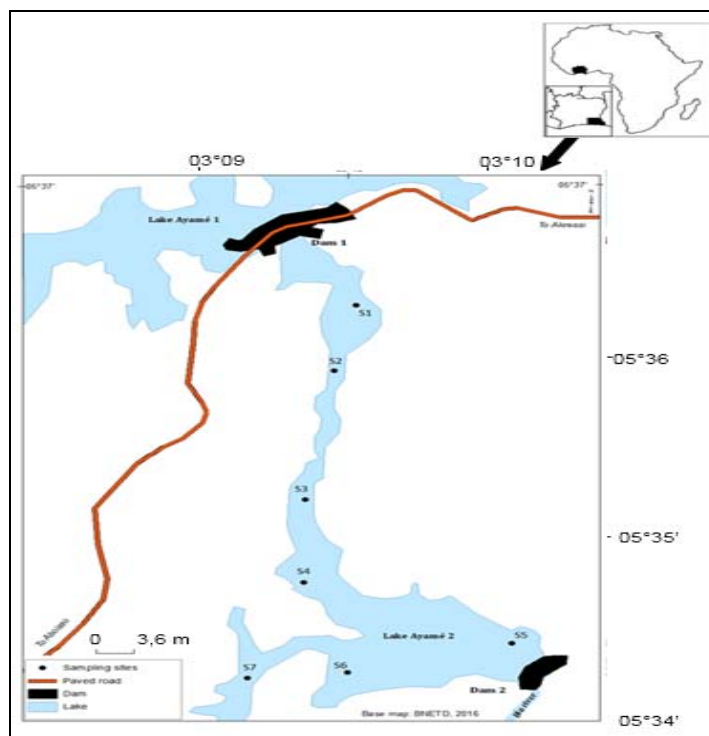 03°09
03°10
05°37'
05°37'
Lake Ayamé 1
Dam 1
S1
S2
05°36
S3
05°35'
S4
Lake Ayamé 2
S5
S6
S7
Dam 2
0 3,6 m
Sampling sites
Paved road
Dam
Lake
Base map: BNETD, 2016
05°34'